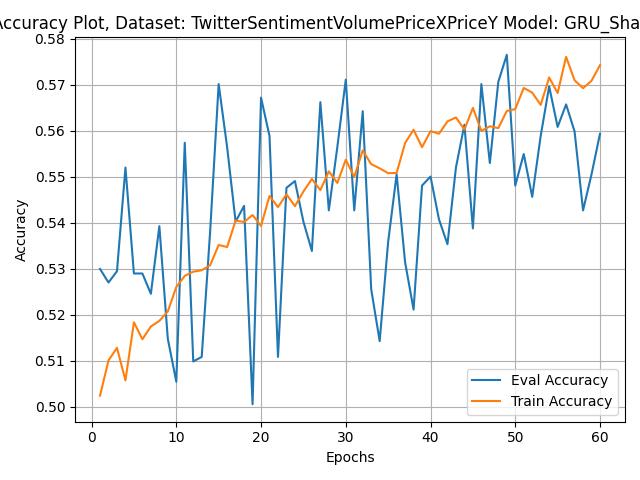 Accuracy Plot, Dataset: TwitterSentimentVolumePriceXPriceY Model: GRU_Sha
Accuracy
0.58
0.57
0.56
0.55
0.54
0.53
0.52
0.51
0.50
Eval Accuracy
Train Accuracy
0 10 20 30 40 50 60
Epochs